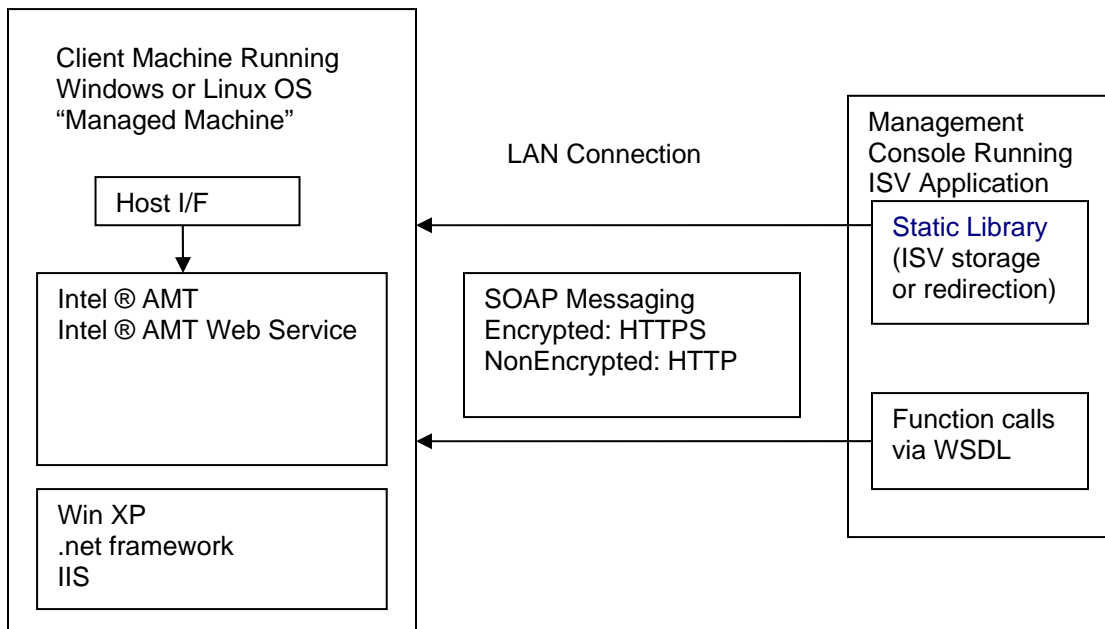 Client Machine Running
Windows or Linux OS
“Managed Machine”
Host I/F
Intel ® AMT
Intel ® AMT Web Service
Win XP
.net framework
IIS
LAN Connection
SOAP Messaging
Encrypted: HTTPS
NonEncrypted: HTTP
Management
Console Running
ISV Application
Static Library
(ISV storage
or redirection)
Function calls
via WSDL